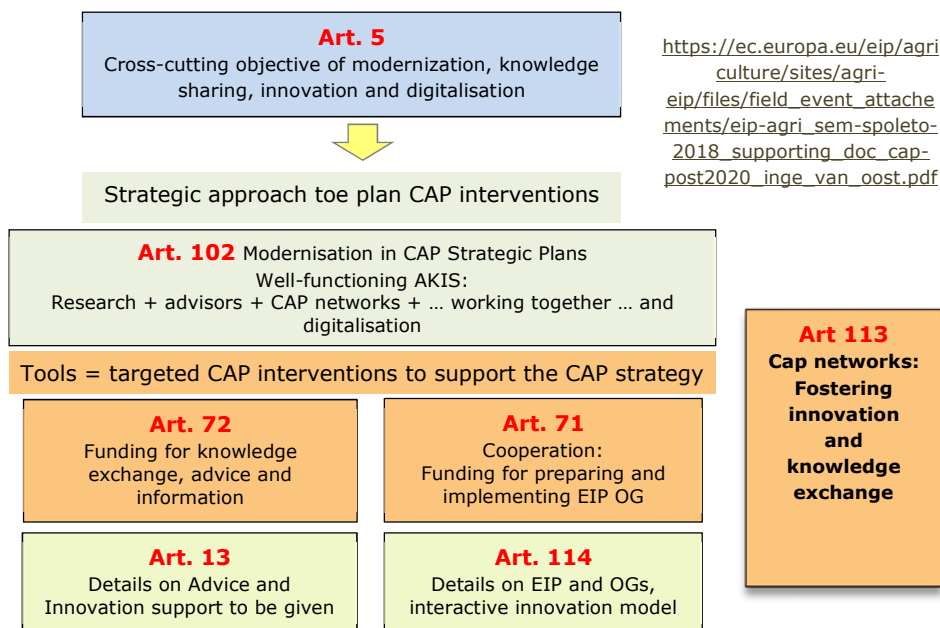 Art. 5
Cross-cutting objective of modernization, knowledge
sharing, innovation and digitalisation
https://ec.europa.eu/eip/agri
culture/sites/agri-
eip/files/field_event_attache
ments/eip-agri_sem-spoleto-
2018_supporting_doc_cap-
post2020_inge_van_oost.pdf
Strategic approach toe plan CAP interventions
Art. 102 Modernisation in CAP Strategic Plans
Well-functioning AKIS:
Research + advisors + CAP networks + … working together … and
digitalisation
Tools = targeted CAP interventions to support the CAP strategy
Art. 72
Funding for knowledge
exchange, advice and
information
Art. 71
Cooperation:
Funding for preparing and
implementing EIP OG
Art. 13
Details on Advice and
Innovation support to be given
Art. 114
Details on EIP and OGs,
interactive innovation model
Art 113
Cap networks:
Fostering
innovation
and
knowledge
exchange